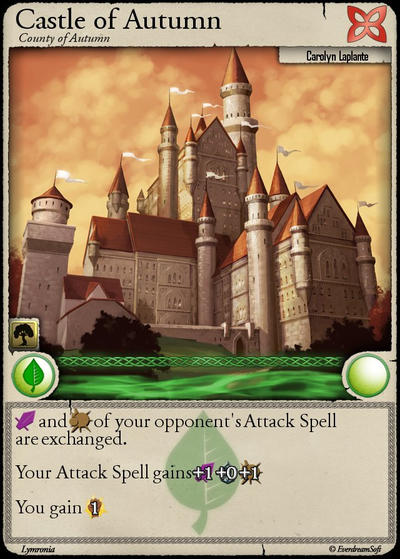 Castle of Autumn
County of Autumn
Carolyn Laplante
and of your opponent's Attack Spell
are exchanged.
Your Attack Spell gains +1 +0 +1
You gain 1
Lymronia
© EverdreamSoft